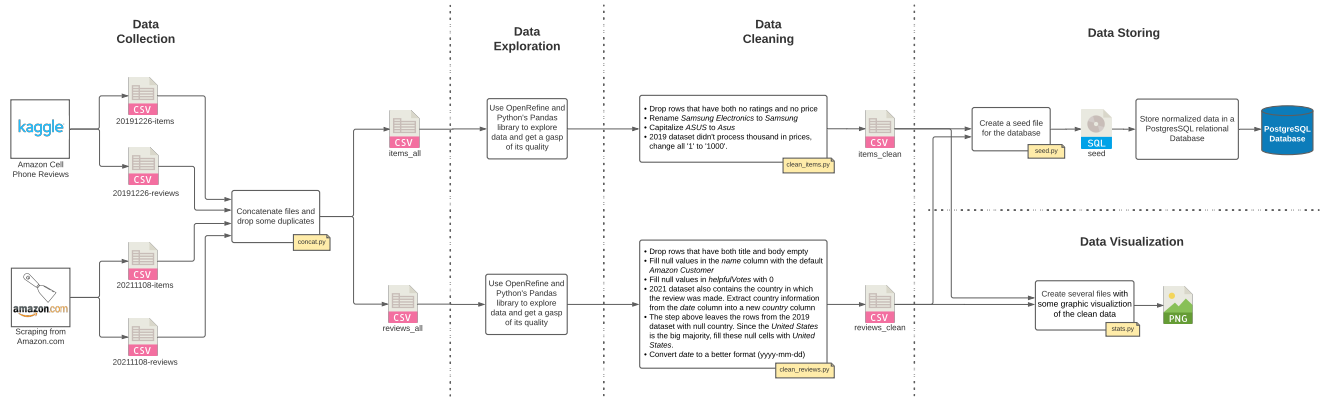 Data
Collection
Data
Exploration
Data
Cleaning
Data Storing
kaggle
Amazon Cell
Phone Reviews
CSV
20191226-items
CSV
20191226-reviews
amazon.com
Scraping from
Amazon.com
CSV
20211108-items
CSV
20211108-reviews
Concatenate files and
drop some duplicates
concat.py
CSV
items_all
CSV
reviews_all
Use OpenRefine and
Python's Pandas
library to explore
data and get a gasp
of its quality
Use OpenRefine and
Python's Pandas
library to explore
data and get a gasp
of its quality
• Drop rows that have both no ratings and no price
• Rename Samsung Electronics to Samsung
• Capitalize ASUS to Asus
• 2019 dataset didn't process thousand in prices,
change all '1' to '1000'.
clean_items.py
• Drop rows that have both title and body empty
• Fill null values in the name column with the default
Amazon Customer
• Fill null values in helpfulVotes with 0
• 2021 dataset also contains the country in which
the review was made. Extract country information
from the date column into a new country column
• The step above leaves the rows from the 2019
dataset with null country. Since the United States
is the big majority, fill these null cells with United
States.
• Convert date to a better format (yyyy-mm-dd)
clean_reviews.py
CSV
items_clean
CSV
reviews_clean
Create a seed file
for the database
seed.py
SQL
seed
Store normalized data in a
PostgresSQL relational
Database
PostgreSQL
Database
Data Visualization
Create several files with
some graphic visualiztion
of the clean data
stats.py
PNG